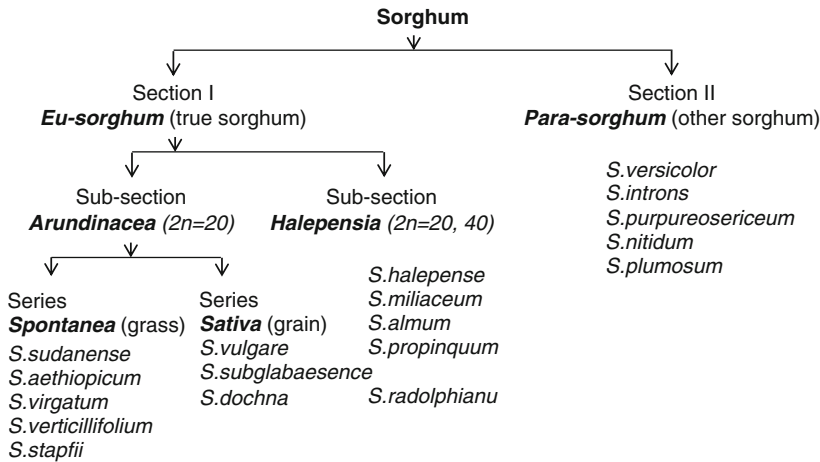 Sorghum
Section I
Eu-sorghum (true sorghum)
Section II
Para-sorghum (other sorghum)
S.versicolor
S.introns
S.purpureosericeum
S.nitidum
S.plumosum
Sub-section
Arundinacea (2n=20)
Sub-section
Halepensia (2n=20, 40)
S.halepense
S.miliaceum
S.almum
S.propinquum
S.radolphianu
Series
Spontanea (grass)
S.sudanense
S.aethiopicum
S.virgatum
S.verticillifolium
S.stapfii
Series
Sativa (grain)
S.vulgare
S.subglabaesence
S.dochna